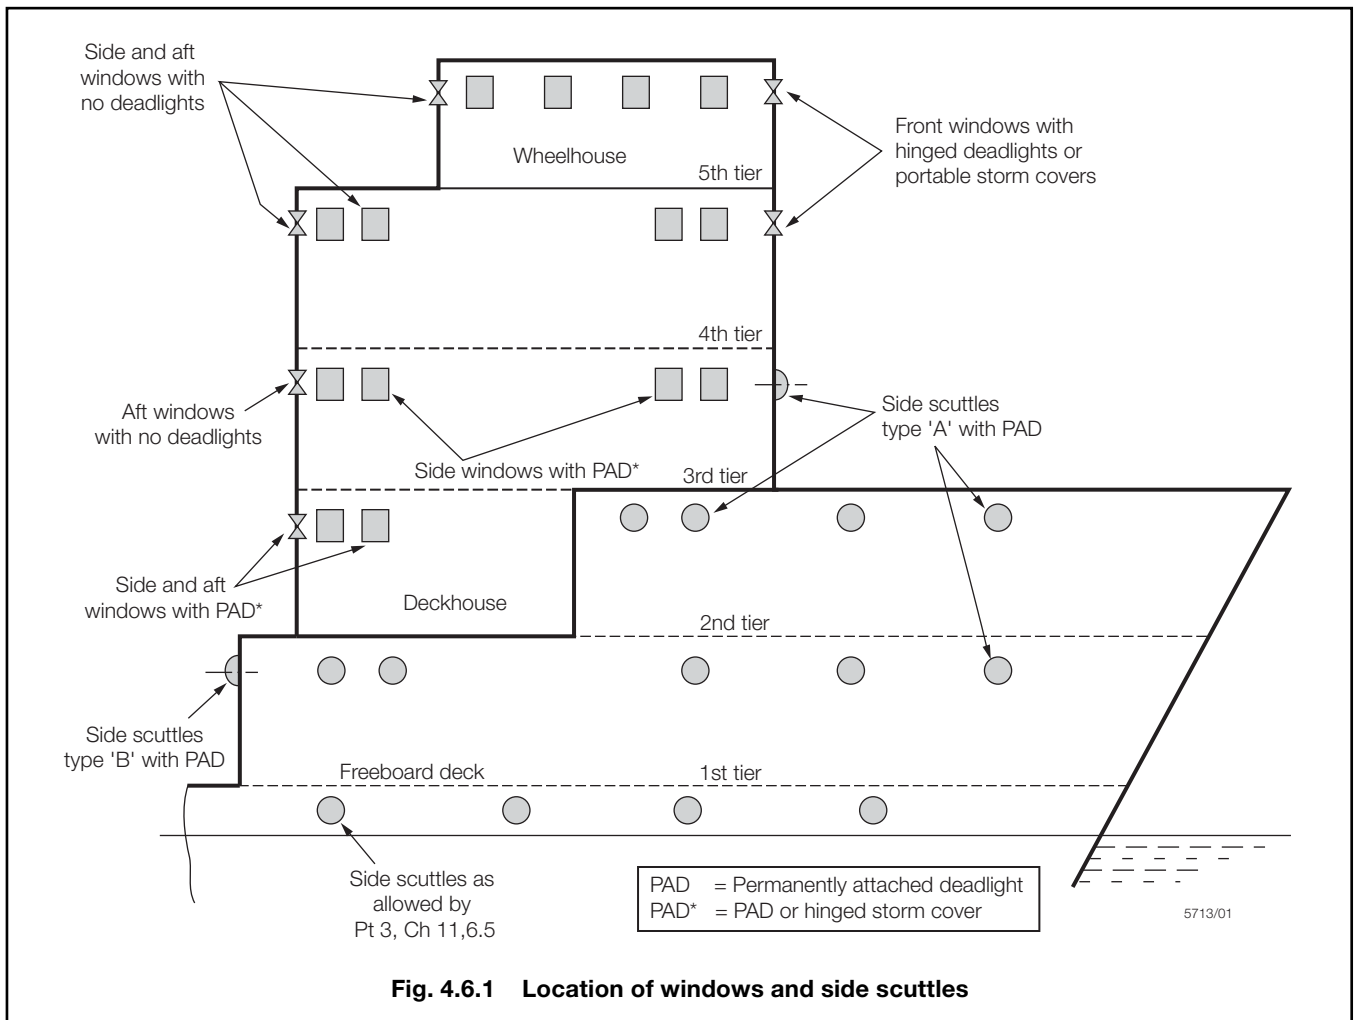 Side and aft
windows with
no deadlights
Front windows with
hinged deadlights or
portable storm covers
Wheelhouse
5th tier
4th tier
Aft windows
with no deadlights
Side scuttles
type 'A' with PAD
Side windows with PAD*
3rd tier
Side and aft
windows with PAD*
Deckhouse
2nd tier
Side scuttles
type 'B' with PAD
Freeboard deck
1st tier
Side scuttles as
allowed by
Pt 3, Ch 11,6.5
PAD = Permanently attached deadlight
PAD* = PAD or hinged storm cover
5713/01
Fig. 4.6.1 Location of windows and side scuttles